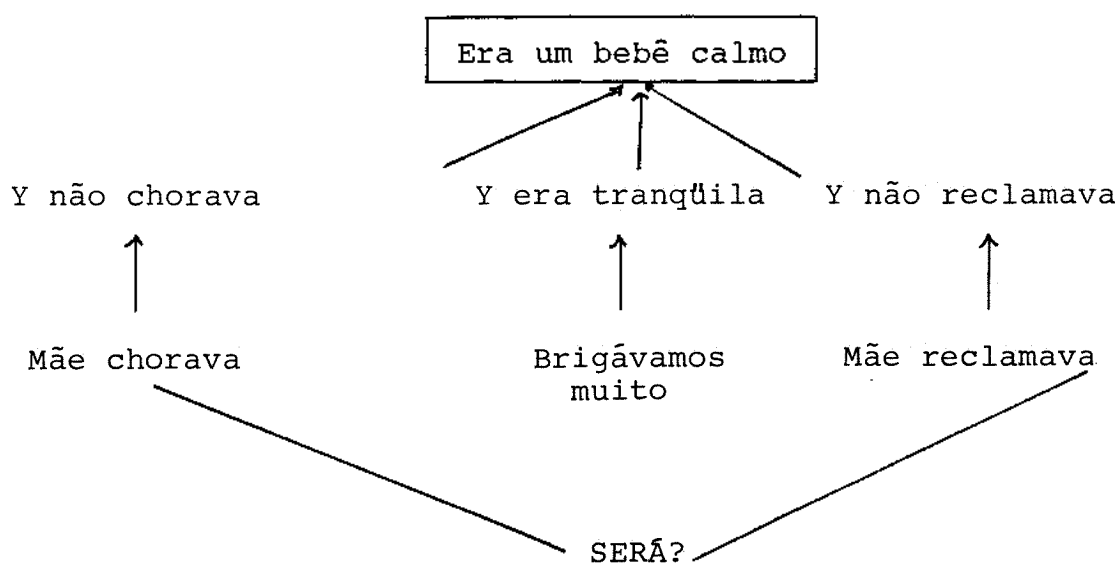 Era um bebê calmo
Y não chorava
Y era tranqüila
Y não reclamava
Mãe chorava
Brigávamos
muito
Mãe reclamava
SERÁ?